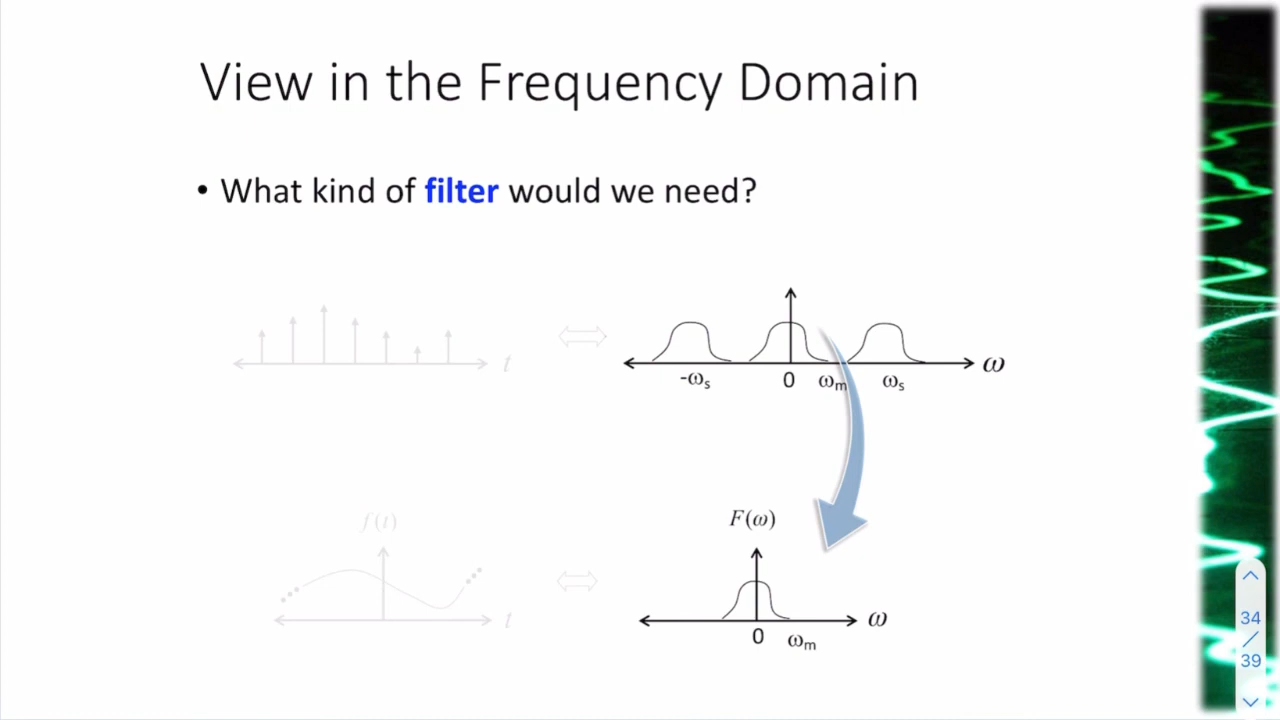 View in the Frequency Domain
• What kind of filter would we need?
t
-ωs 0 ωm ωs ω
f(t)
F(ω)
t
0 ωm ω
34
/
39